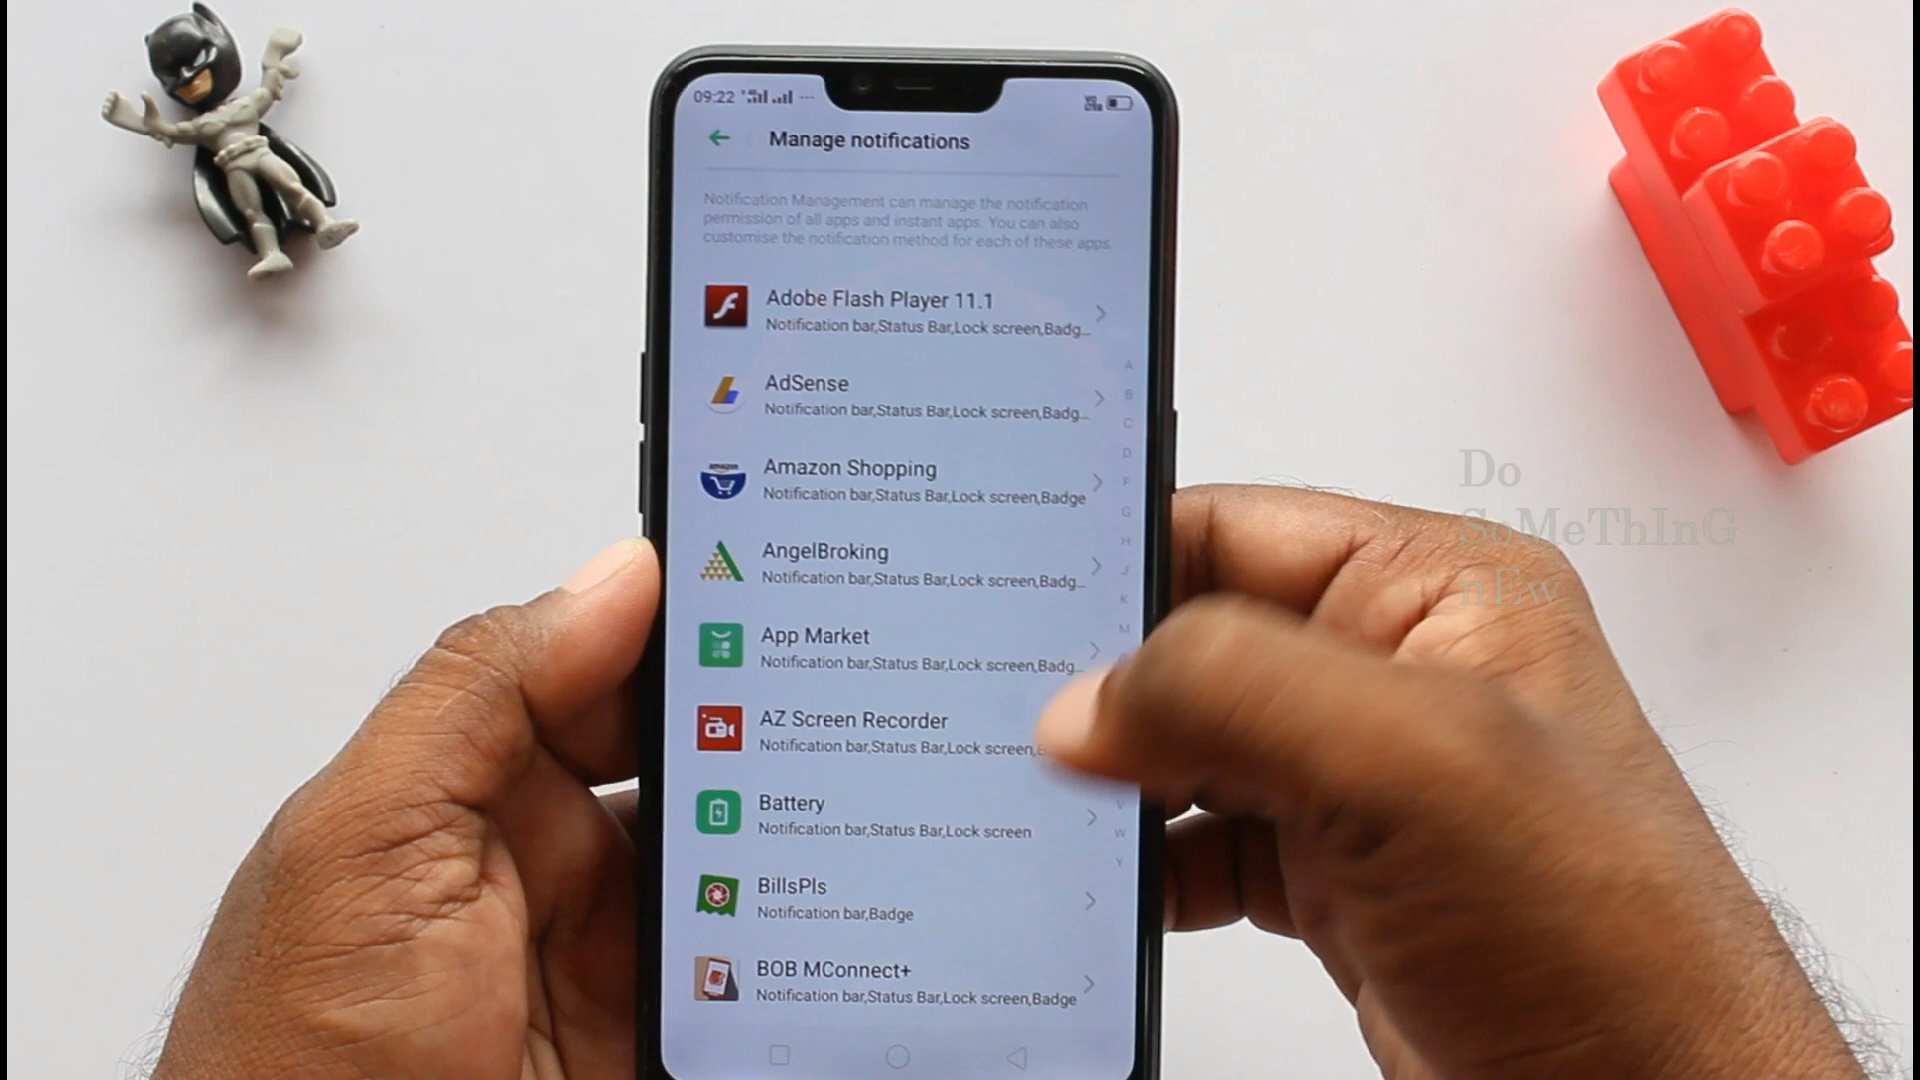 09:22
Manage notifications
Notification Management can manage the notification
permission of all apps and instant apps. You can also
customise the notification method for each of these apps.
Adobe Flash Player 11.1
Notification bar,Status Bar,Lock screen,Badg...
A
AdSense
B
Notification bar,Status Bar,Lock screen,Badg...
C
D
Amazon Shopping
F
Notification bar,Status Bar,Lock screen,Badge
G
H
AngelBroking
J
Notification bar,Status Bar,Lock screen,Badg...
K
M
App Market
Notification bar,Status Bar,Lock screen,Badg...
AZ Screen Recorder
Notification bar,Status Bar,Lock screen,
Battery
V
Notification bar,Status Bar,Lock screen
W
Y
BillsPls
Notification bar,Badge
BOB MConnect+
Notification bar,Status Bar,Lock screen,Badge
Do
SoMeThInG
nEw